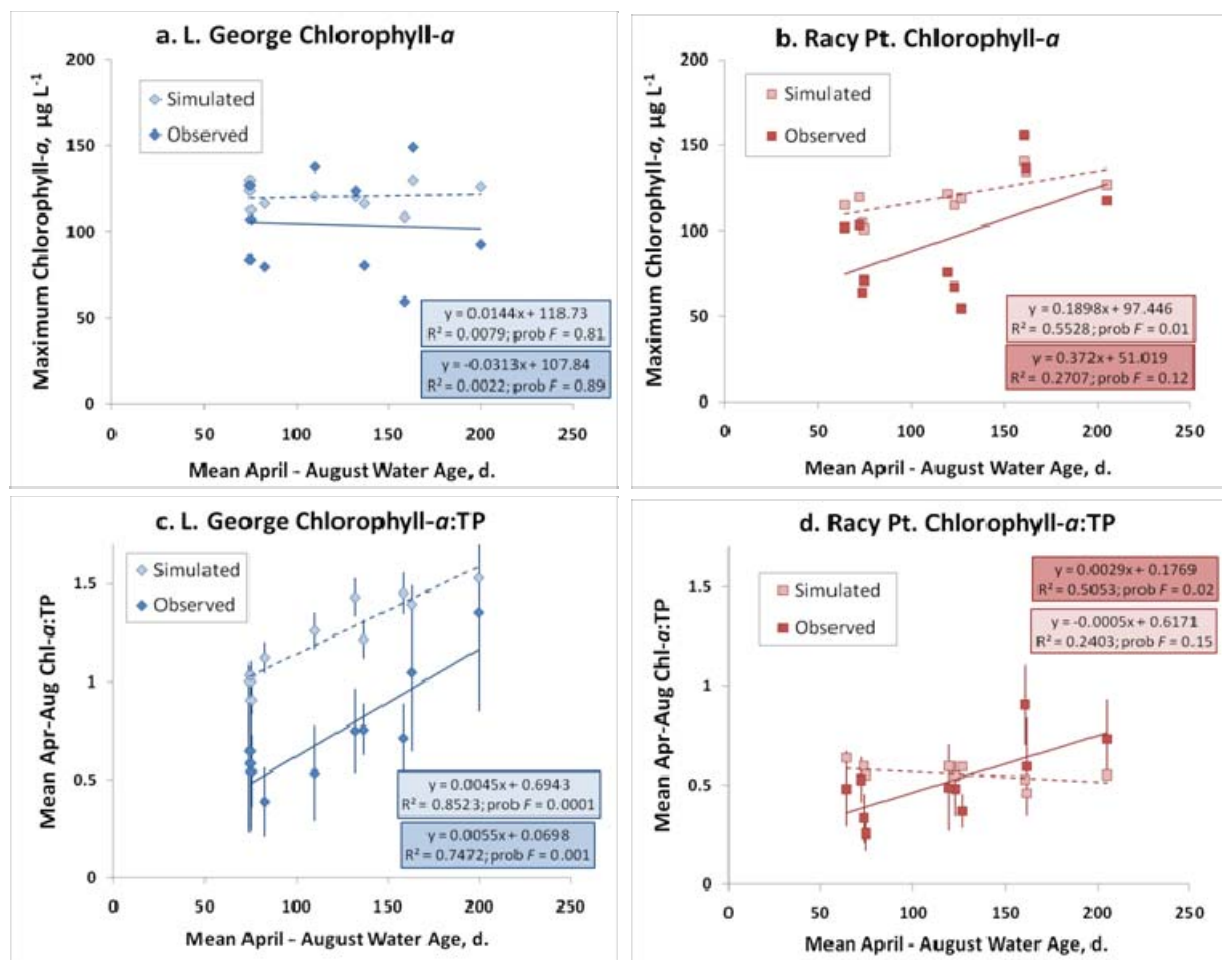 a. L. George Chlorophyll-a
Maximum Chlorophyll-a, µg L-1
200
150
100
50
0
Simulated
Observed
y = 0.0144x + 118.73
R² = 0.0079; prob F = 0.81
y = -0.0313x + 107.84
R² = 0.0022; prob F = 0.89
0 50 100 150 200 250
Mean April - August Water Age, d.
b. Racy Pt. Chlorophyll-a
Maximum Chlorophyll-a, µg L-1
200
150
100
50
0
Simulated
Observed
y = 0.1898x + 97.446
R² = 0.5528; prob F = 0.01
y = 0.372x + 51.019
R² = 0.2707; prob F = 0.12
0 50 100 150 200 250
Mean April - August Water Age, d.
c. L. George Chlorophyll-a:TP
Mean Apr-Aug Chl-a:TP
1.5
1
0.5
0
Simulated
Observed
y = 0.0045x + 0.6943
R² = 0.8523; prob F = 0.0001
y = 0.0055x + 0.0698
R² = 0.7472; prob F = 0.001
0 50 100 150 200 250
Mean April - August Water Age, d.
d. Racy Pt. Chlorophyll-a:TP
Mean Apr-Aug Chl-a:TP
1.5
1
0.5
0
Simulated
Observed
y = 0.0029x + 0.1769
R² = 0.5053; prob F = 0.02
y = -0.0005x + 0.6171
R² = 0.2403; prob F = 0.15
0 50 100 150 200 250
Mean April - August Water Age, d.